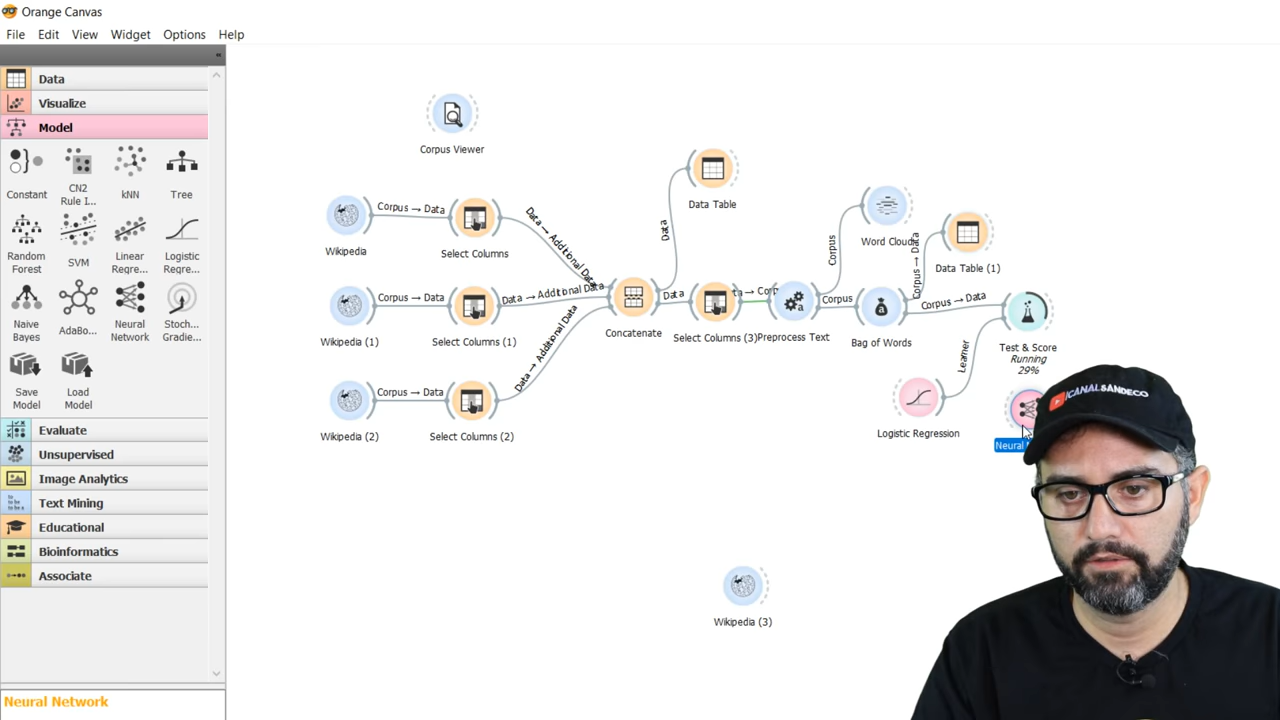 Orange Canvas
File Edit View Widget Options Help
«
Data
Visualize
Model
Constant
CN2 Rule I...
kNN
Tree
Random Forest
SVM
Linear Regre...
Logistic Regre...
Naive Bayes
AdaBo...
Neural Network
Stoch... Gradie...
Save Model
Load Model
Evaluate
Unsupervised
Image Analytics
Text Mining
Educational
Bioinformatics
Associate
Neural Network
Corpus Viewer
Wikipedia
Corpus → Data
Select Columns
Data → Additional Data
Wikipedia (1)
Corpus → Data
Select Columns (1)
Data → Additional Data
Wikipedia (2)
Corpus → Data
Select Columns (2)
Data → Additional Data
Concatenate
Data
Data Table
Data
Select Columns (3)
Preprocess Text
Corpus
Word Cloud
Corpus
Bag of Words
Corpus → Data
Data Table (1)
Corpus → Data
Test & Score
Running
29%
Learner
Logistic Regression
Neural
Wikipedia (3)
CANALSANDECO